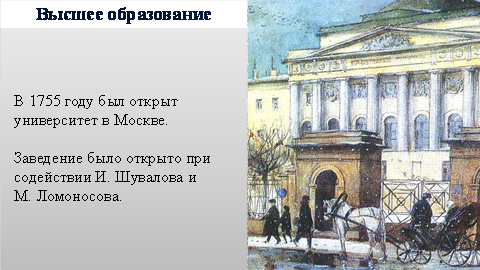 Высшее образование
В 1755 году был открыт
университет в Москве.
Заведение было открыто при
содействии И. Шувалова и
М. Ломоносова.